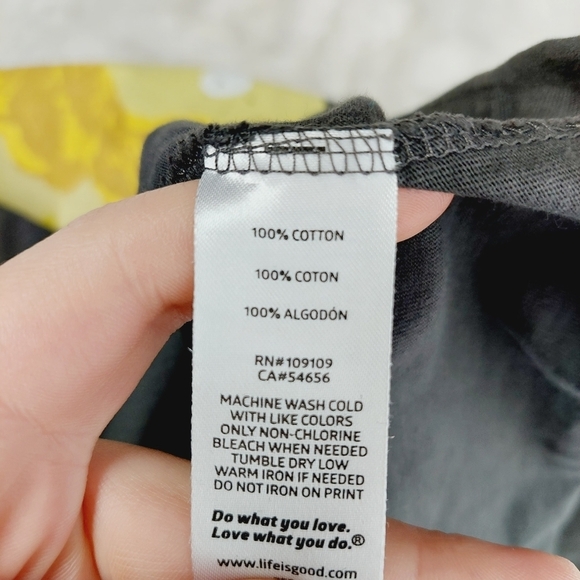 100% COTTON
100% COTON
100% ALGODÓN
RN#109109
CA#54656
MACHINE WASH COLD
WITH LIKE COLORS
ONLY NON-CHLORINE
BLEACH WHEN NEEDED
TUMBLE DRY LOW
WARM IRON IF NEEDED
DO NOT IRON ON PRINT
Do what you love.
Love what you do.®
www.lifeisgood.com